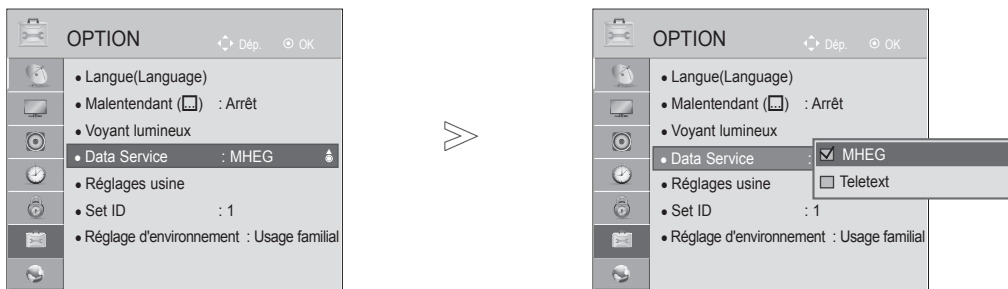 OPTION
Dép. OK
• Langue(Language)
• Malentendant (...) : Arrêt
• Voyant lumineux
• Data Service : MHEG
• Réglages usine
• Set ID : 1
• Réglage d'environnement : Usage familial
OPTION
Dép. OK
• Langue(Language)
• Malentendant (...) : Arrêt
• Voyant lumineux
• Data Service :
MHEG
Teletext
• Réglages usine
• Set ID : 1
• Réglage d'environnement : Usage familial